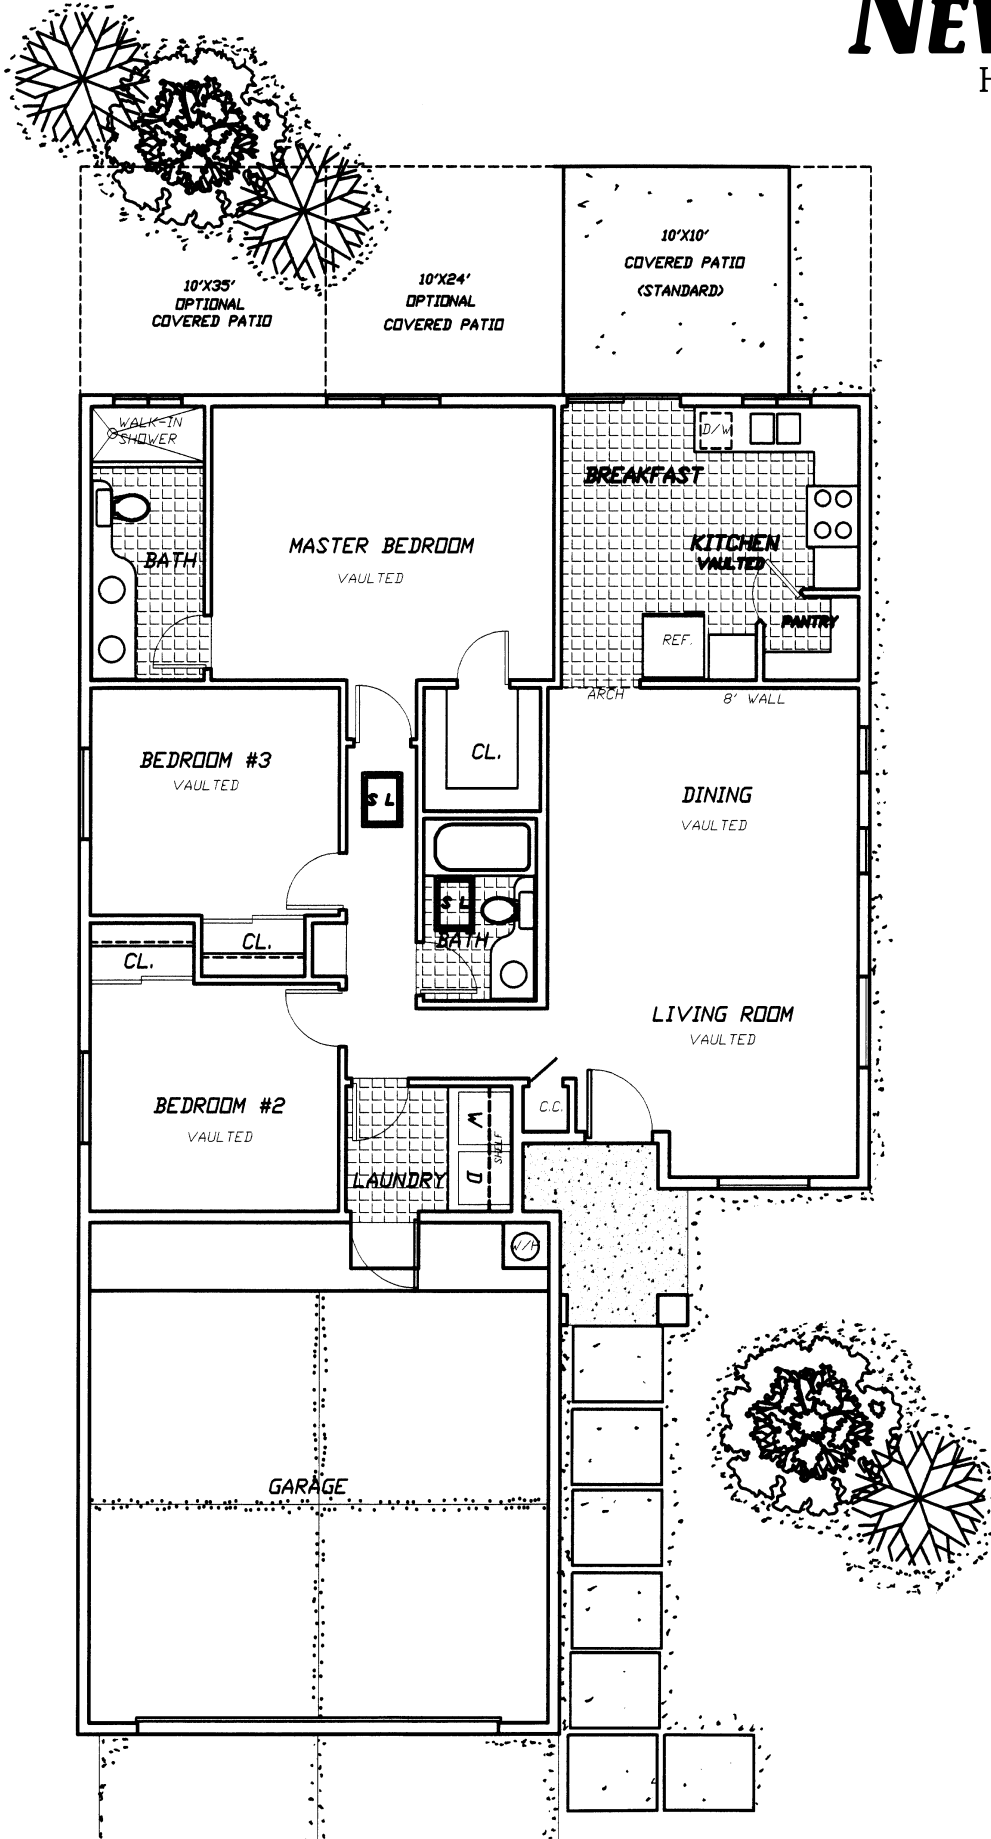 NEW
H
10'X10'
COVERED PATIO
(STANDARD)
10'X35'
OPTIONAL
COVERED PATIO
10'X24'
OPTIONAL
COVERED PATIO
WALK-IN
SHOWER
BATH
MASTER BEDROOM
VAULTED
D/W
BREAKFAST
KITCHEN
VAULTED
PANTRY
REF.
ARCH
8' WALL
BEDROOM #3
VAULTED
CL.
S L
DINING
VAULTED
S L
BATH
CL.
CL.
LIVING ROOM
VAULTED
BEDROOM #2
VAULTED
W
SHELF
D
C.C.
LAUNDRY
W/H
GARAGE